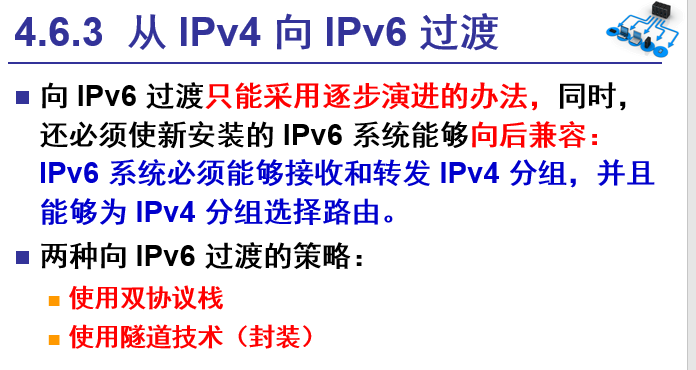 4.6.3 从 IPv4 向 IPv6 过渡
向 IPv6 过渡只能采用逐步演进的办法，同时，
还必须使新安装的 IPv6 系统能够向后兼容：
IPv6 系统必须能够接收和转发 IPv4 分组，并且
能够为 IPv4 分组选择路由。
两种向 IPv6 过渡的策略：
使用双协议栈
使用隧道技术（封装）